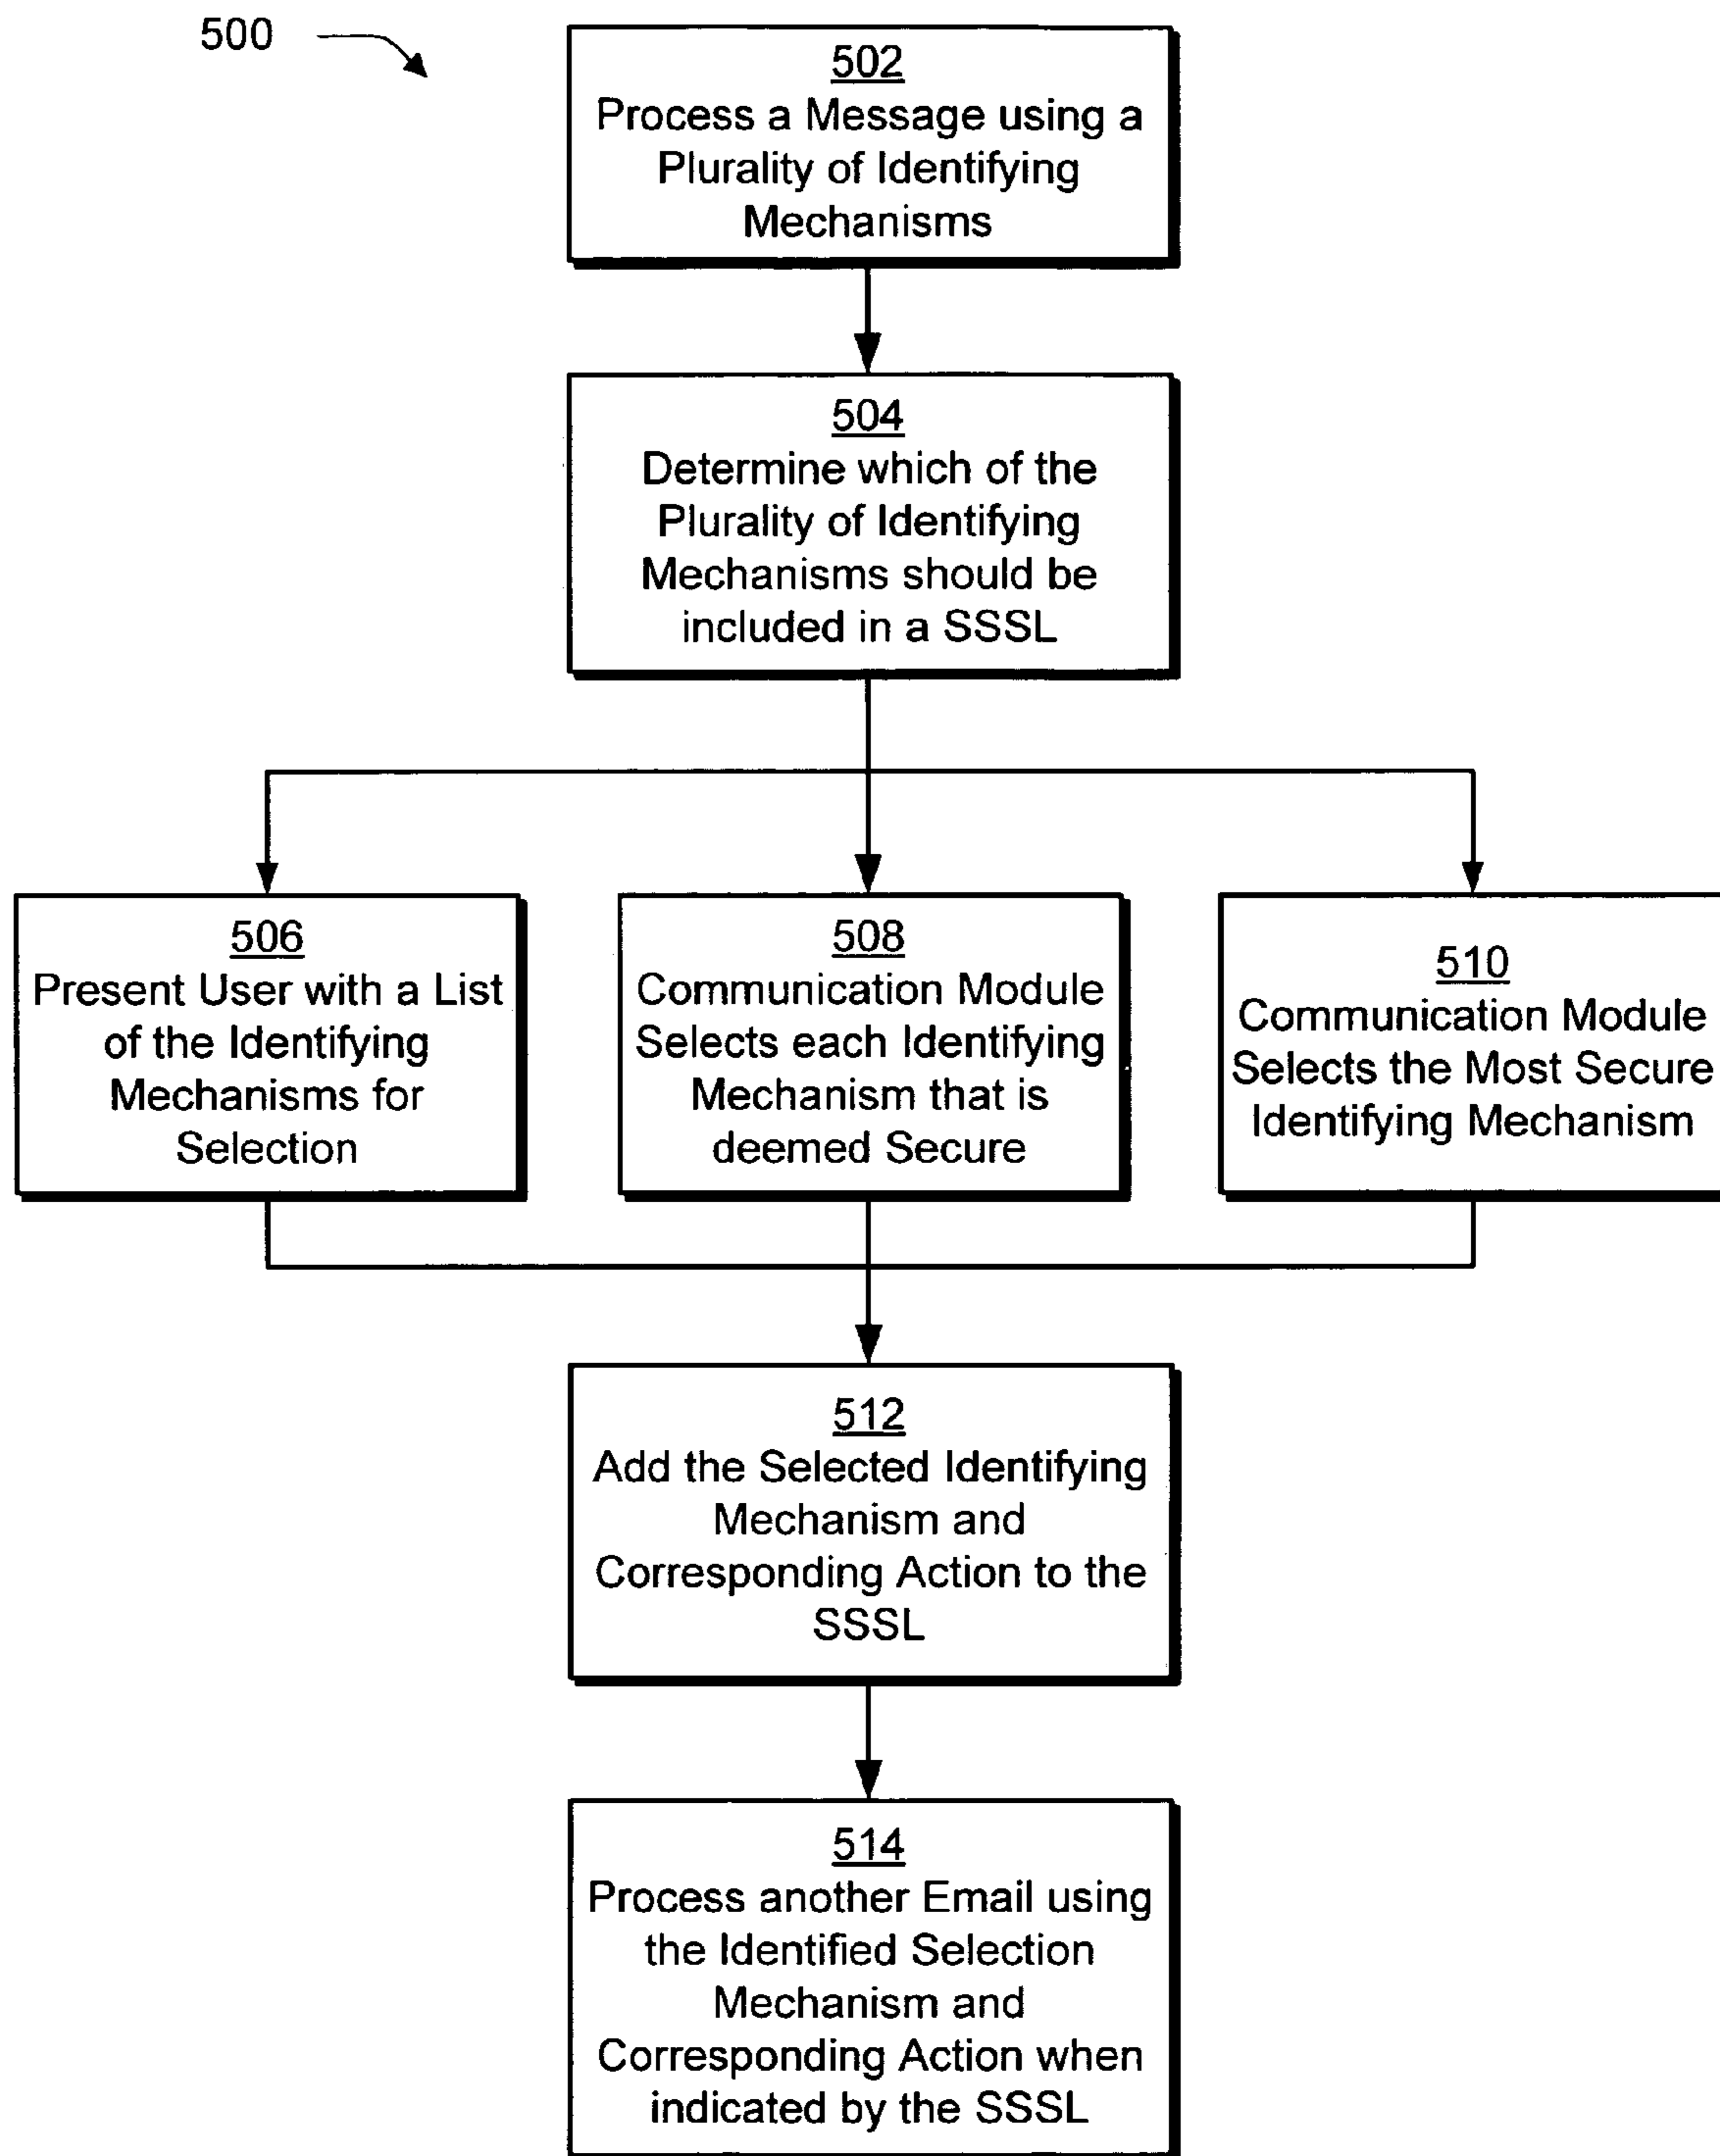 500
502
Process a Message using a
Plurality of Identifying
Mechanisms
504
Determine which of the
Plurality of Identifying
Mechanisms should be
included in a SSSL
506
Present User with a List
of the Identifying
Mechanisms for
Selection
508
Communication Module
Selects each Identifying
Mechanism that is
deemed Secure
510
Communication Module
Selects the Most Secure
Identifying Mechanism
512
Add the Selected Identifying
Mechanism and
Corresponding Action to the
SSSL
514
Process another Email using
the Identified Selection
Mechanism and
Corresponding Action when
indicated by the SSSL